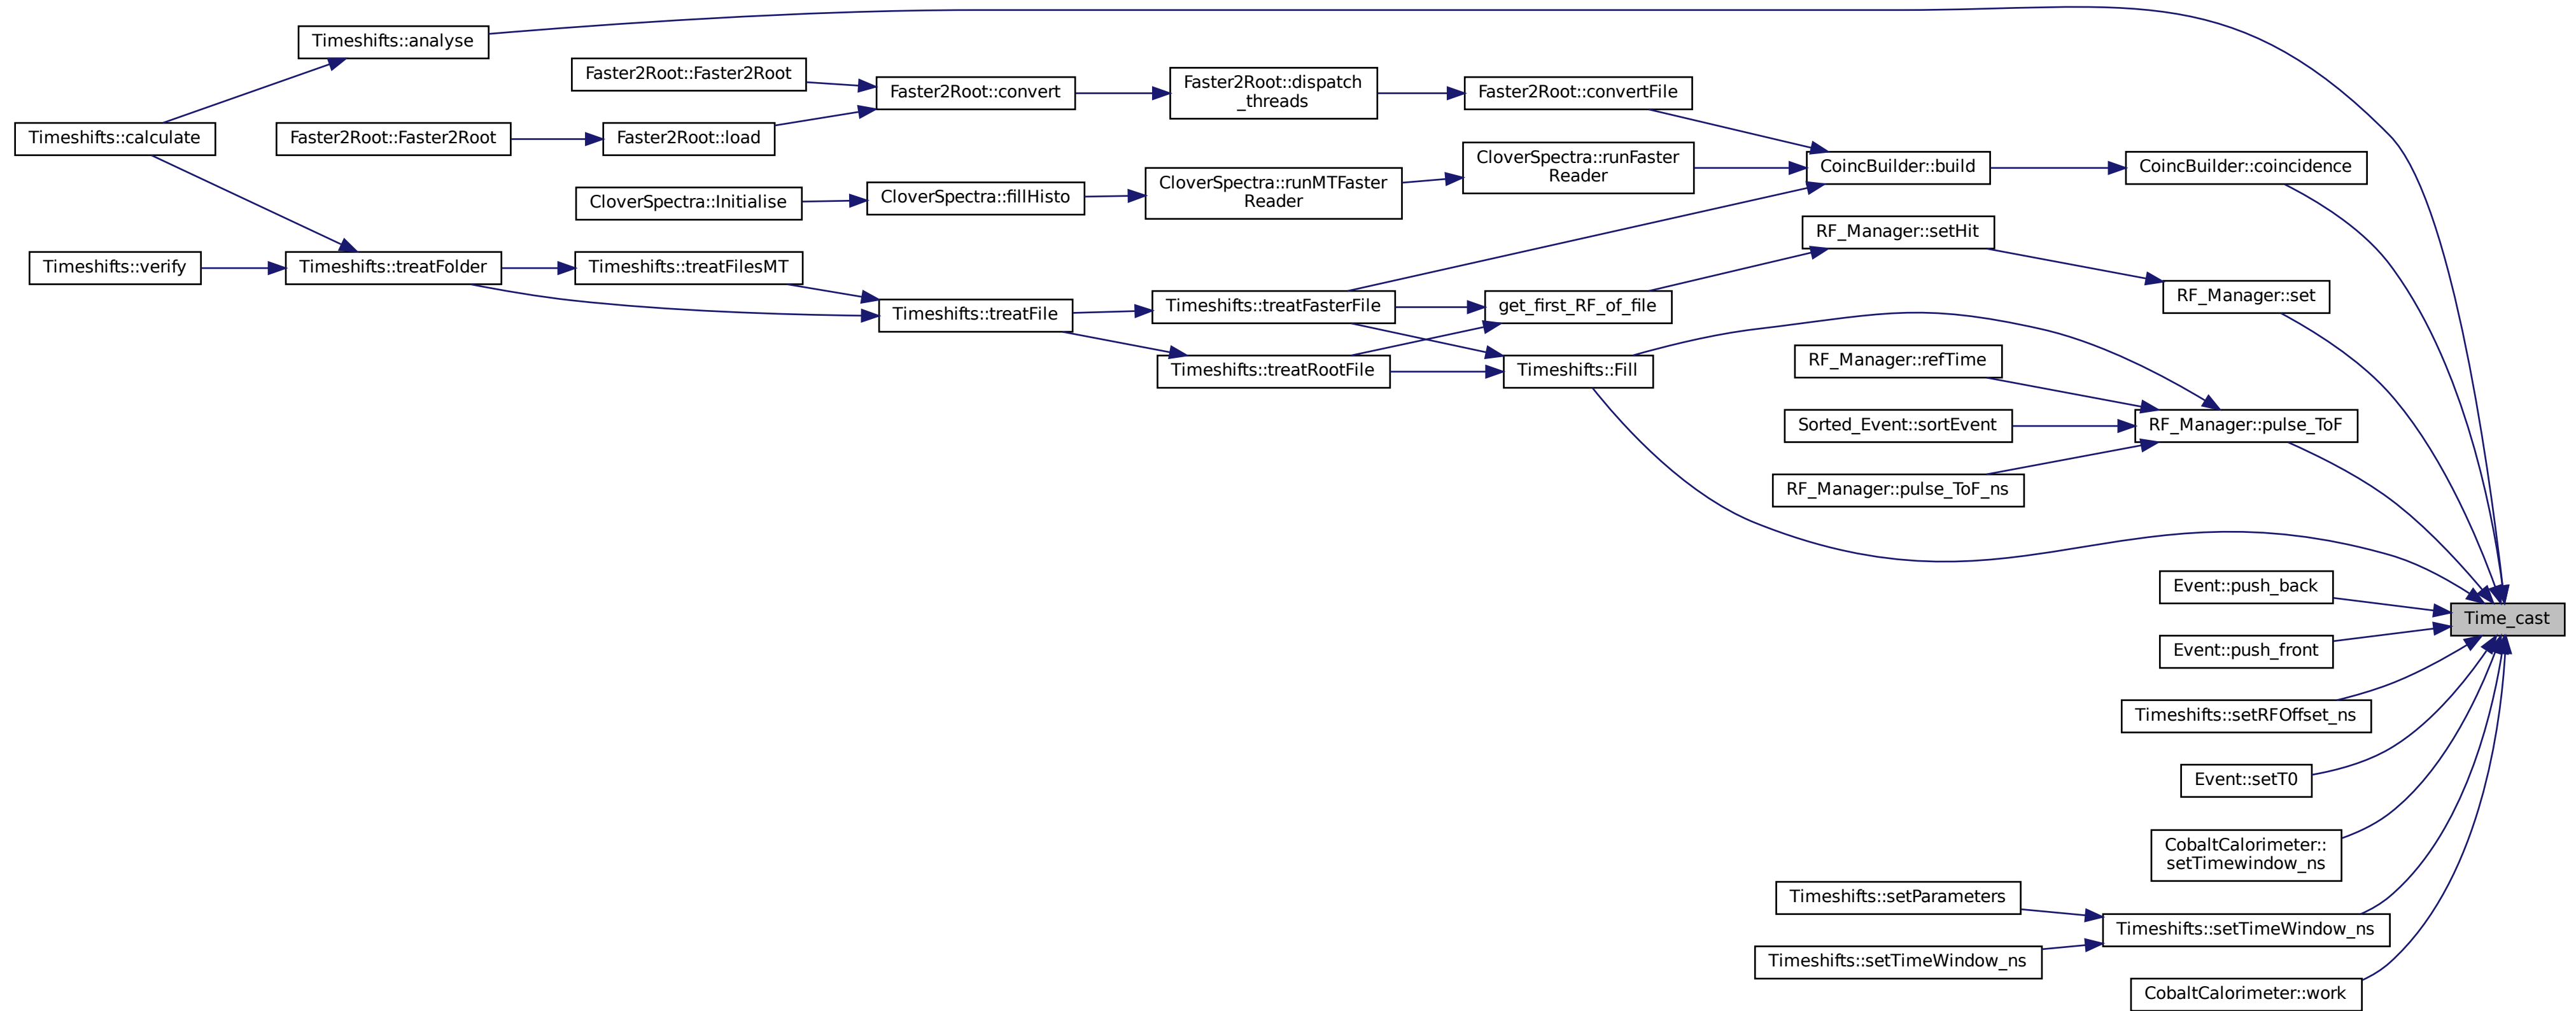 Timeshifts::analyse
Faster2Root::Faster2Root
Faster2Root::convert
Faster2Root::dispatch
_threads
Faster2Root::convertFile
Timeshifts::calculate
Faster2Root::Faster2Root
Faster2Root::load
CloverSpectra::runFaster
Reader
CoincBuilder::build
CoincBuilder::coincidence
CloverSpectra::Initialise
CloverSpectra::fillHisto
CloverSpectra::runMTFaster
Reader
RF_Manager::setHit
Timeshifts::verify
Timeshifts::treatFolder
Timeshifts::treatFilesMT
RF_Manager::set
Timeshifts::treatFile
Timeshifts::treatFasterFile
get_first_RF_of_file
Timeshifts::treatRootFile
Timeshifts::Fill
RF_Manager::refTime
Sorted_Event::sortEvent
RF_Manager::pulse_ToF
RF_Manager::pulse_ToF_ns
Event::push_back
Time_cast
Event::push_front
Timeshifts::setRFOffset_ns
Event::setT0
CobaltCalorimeter::
setTimewindow_ns
Timeshifts::setParameters
Timeshifts::setTimeWindow_ns
Timeshifts::setTimeWindow_ns
CobaltCalorimeter::work